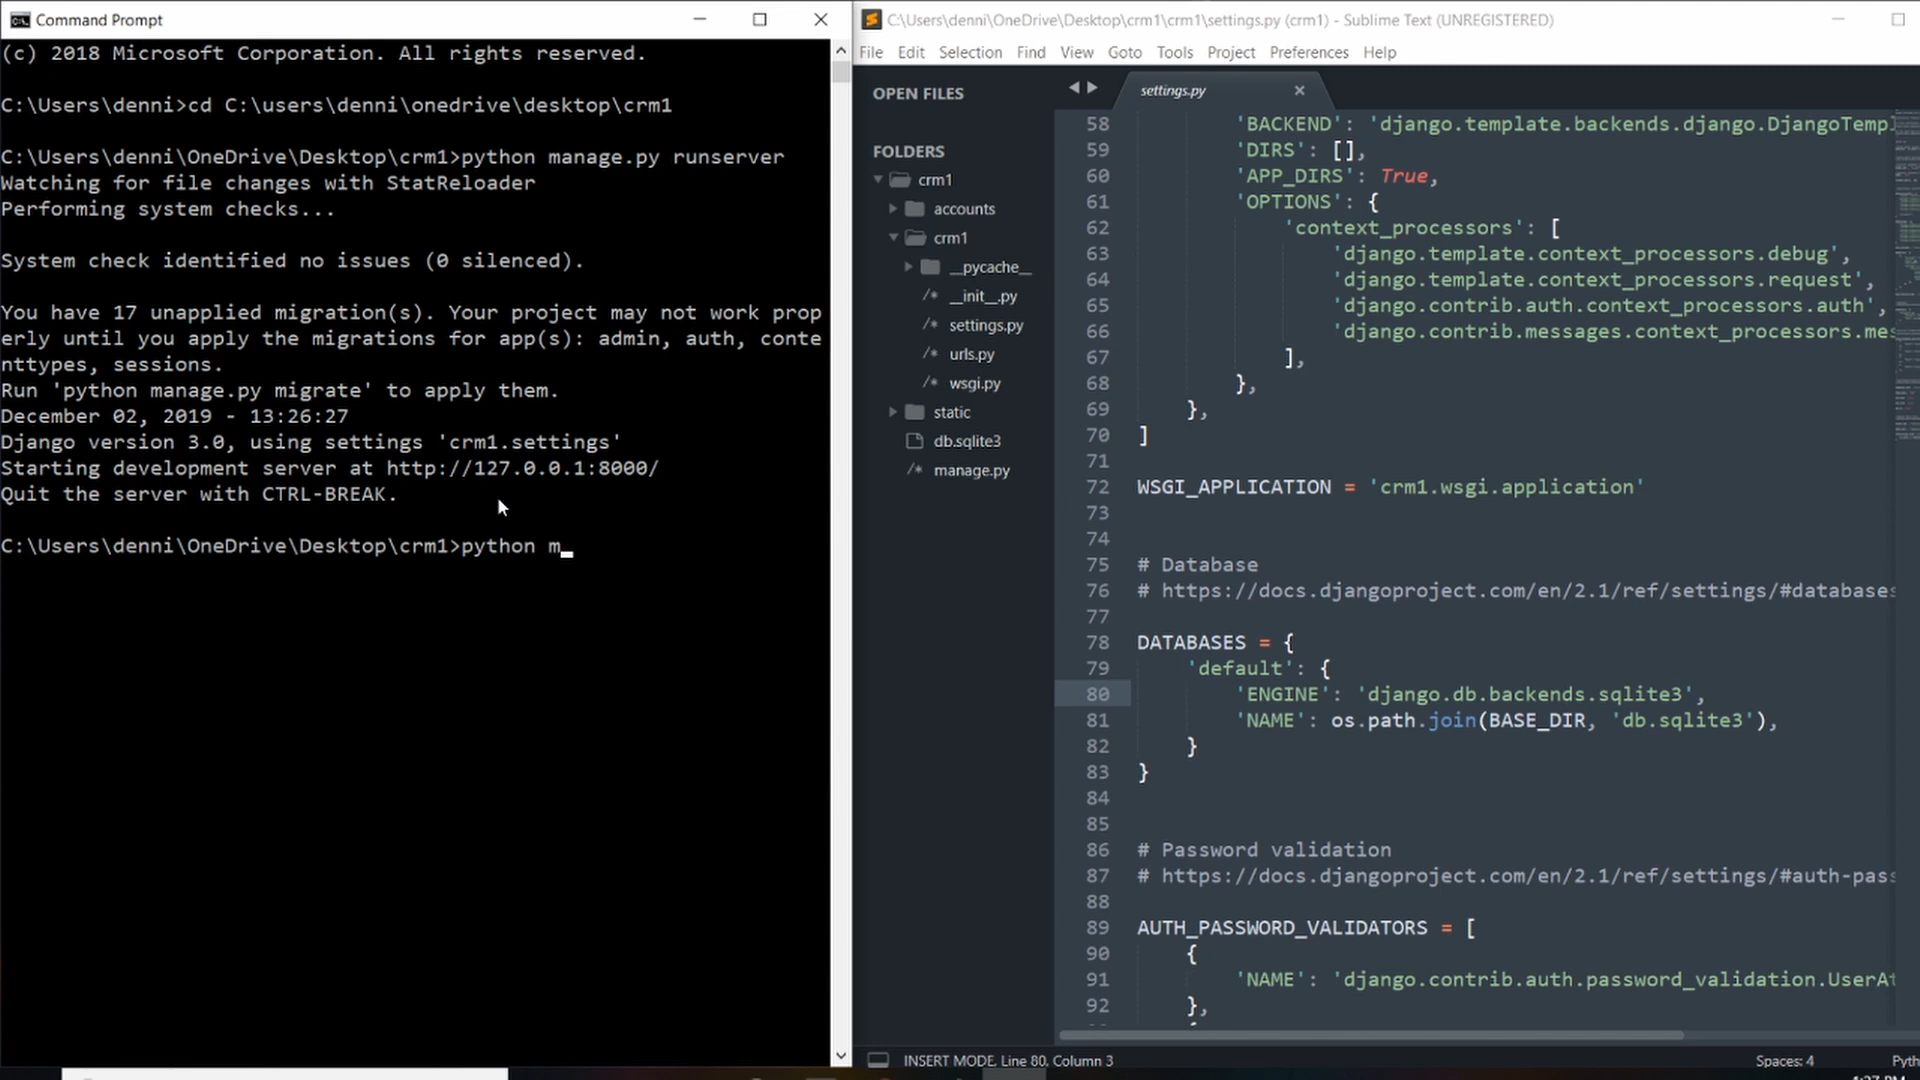 Command Prompt
(c) 2018 Microsoft Corporation. All rights reserved.
C:\Users\denni>cd C:\users\denni\onedrive\desktop\crm1
C:\Users\denni\OneDrive\Desktop\crm1>python manage.py runserver
Watching for file changes with StatReloader
Performing system checks...
System check identified no issues (0 silenced).
You have 17 unapplied migration(s). Your project may not work prop
erly until you apply the migrations for app(s): admin, auth, conte
nttypes, sessions.
Run 'python manage.py migrate' to apply them.
December 02, 2019 - 13:26:27
Django version 3.0, using settings 'crm1.settings'
Starting development server at http://127.0.0.1:8000/
Quit the server with CTRL-BREAK.
C:\Users\denni\OneDrive\Desktop\crm1>python m_
C:\Users\denni\OneDrive\Desktop\crm1\crm1\settings.py (crm1) - Sublime Text (UNREGISTERED)
File Edit Selection Find View Goto Tools Project Preferences Help
OPEN FILES
FOLDERS
crm1
accounts
crm1
__pycache__
/* __init__.py
/* settings.py
/* urls.py
/* wsgi.py
static
db.sqlite3
/* manage.py
settings.py
58 'BACKEND': 'django.template.backends.django.DjangoTempl
59 'DIRS': [],
60 'APP_DIRS': True,
61 'OPTIONS': {
62 'context_processors': [
63 'django.template.context_processors.debug',
64 'django.template.context_processors.request',
65 'django.contrib.auth.context_processors.auth',
66 'django.contrib.messages.context_processors.mes
67 ],
68 },
69 },
70 ]
71
72 WSGI_APPLICATION = 'crm1.wsgi.application'
73
74
75 # Database
76 # https://docs.djangoproject.com/en/2.1/ref/settings/#databases
77
78 DATABASES = {
79 'default': {
80 'ENGINE': 'django.db.backends.sqlite3',
81 'NAME': os.path.join(BASE_DIR, 'db.sqlite3'),
82 }
83 }
84
85
86 # Password validation
87 # https://docs.djangoproject.com/en/2.1/ref/settings/#auth-pass
88
89 AUTH_PASSWORD_VALIDATORS = [
90 {
91 'NAME': 'django.contrib.auth.password_validation.UserAt
92 },
INSERT MODE, Line 80, Column 3
Spaces: 4
Pyth